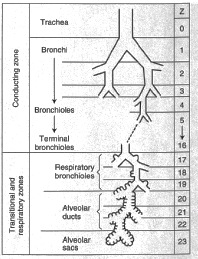 Z
Trachea
0
Conducting zone
Bronchi
1
2
3
Bronchioles
4
5
Terminal
bronchioles
16
Transitional and
respiratory zones
Respiratory
bronchioles
17
18
19
Alveolar
ducts
20
21
22
Alveolar
sacs
23